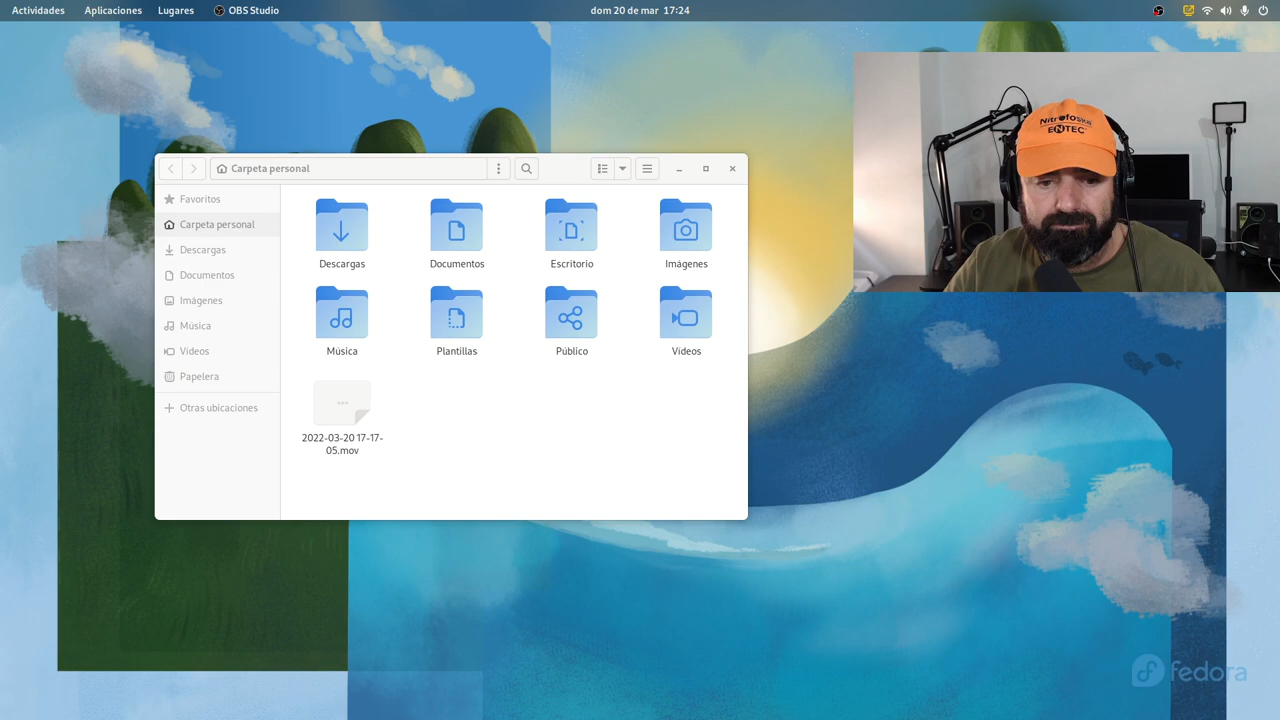 Actividades
Aplicaciones
Lugares
OBS Studio
dom 20 de mar 17:24
Carpeta personal
Favoritos
Carpeta personal
Descargas
Documentos
Imágenes
Música
Vídeos
Papelera
Otras ubicaciones
Descargas
Documentos
Escritorio
Imágenes
Música
Plantillas
Público
Vídeos
2022-03-20 17-17-
05.mov
ENTEC
fedora